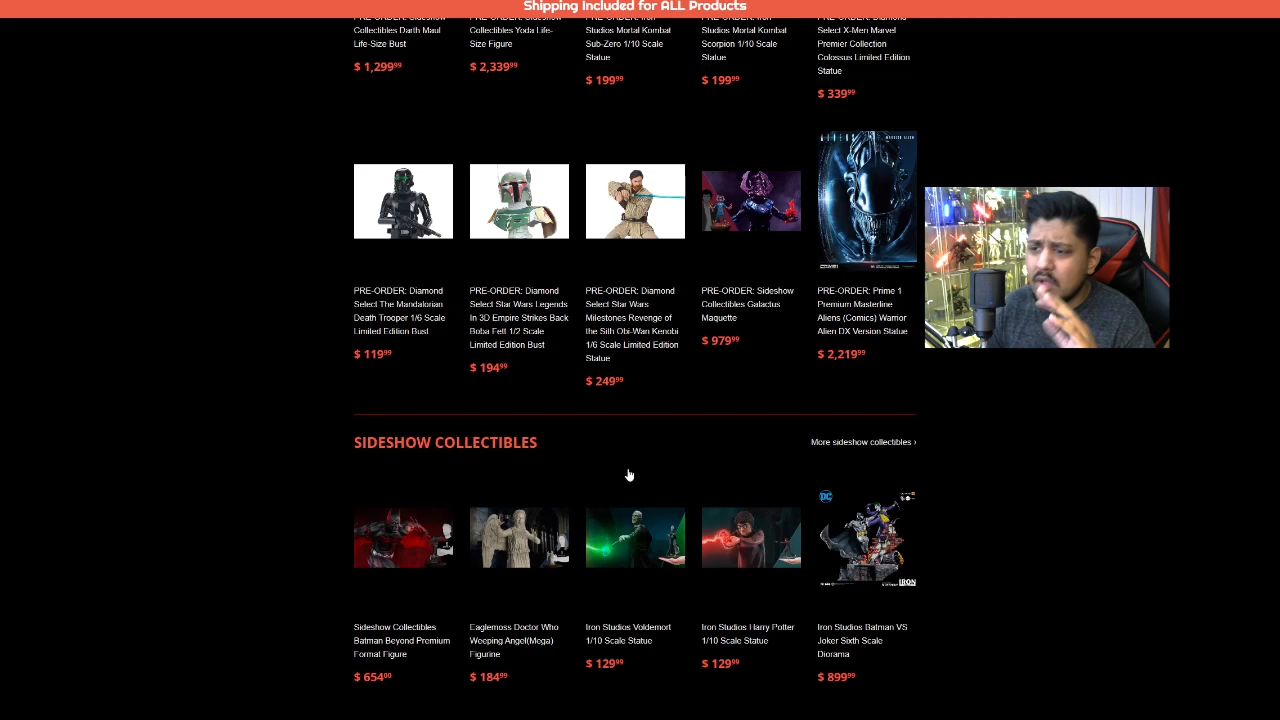 Shipping Included for ALL Products
PRE-ORDER: Sideshow
Collectibles Darth Maul
Life-Size Bust
$ 1,299⁹⁹
PRE-ORDER: Sideshow
Collectibles Yoda Life-
Size Figure
$ 2,339⁹⁹
PRE-ORDER: Iron
Studios Mortal Kombat
Sub-Zero 1/10 Scale
Statue
$ 199⁹⁹
PRE-ORDER: Iron
Studios Mortal Kombat
Scorpion 1/10 Scale
Statue
$ 199⁹⁹
PRE-ORDER: Diamond
Select X-Men Marvel
Premier Collection
Colossus Limited Edition
Statue
$ 339⁹⁹
PRE-ORDER: Diamond
Select The Mandalorian
Death Trooper 1/6 Scale
Limited Edition Bust
$ 119⁹⁹
PRE-ORDER: Diamond
Select Star Wars Legends
In 3D Empire Strikes Back
Boba Fett 1/2 Scale
Limited Edition Bust
$ 194⁹⁹
PRE-ORDER: Diamond
Select Star Wars
Milestones Revenge of
the Sith Obi-Wan Kenobi
1/6 Scale Limited Edition
Statue
$ 249⁹⁹
PRE-ORDER: Sideshow
Collectibles Galactus
Maquette
$ 979⁹⁹
PRE-ORDER: Prime 1
Premium Masterline
Aliens (Comics) Warrior
Alien DX Version Statue
$ 2,219⁹⁹
SIDESHOW COLLECTIBLES
More sideshow collectibles ›
DC
IRON
Sideshow Collectibles
Batman Beyond Premium
Format Figure
$ 654⁰⁰
Eaglemoss Doctor Who
Weeping Angel(Mega)
Figurine
$ 184⁹⁹
Iron Studios Voldemort
1/10 Scale Statue
$ 129⁹⁹
Iron Studios Harry Potter
1/10 Scale Statue
$ 129⁹⁹
Iron Studios Batman VS
Joker Sixth Scale
Diorama
$ 899⁹⁹